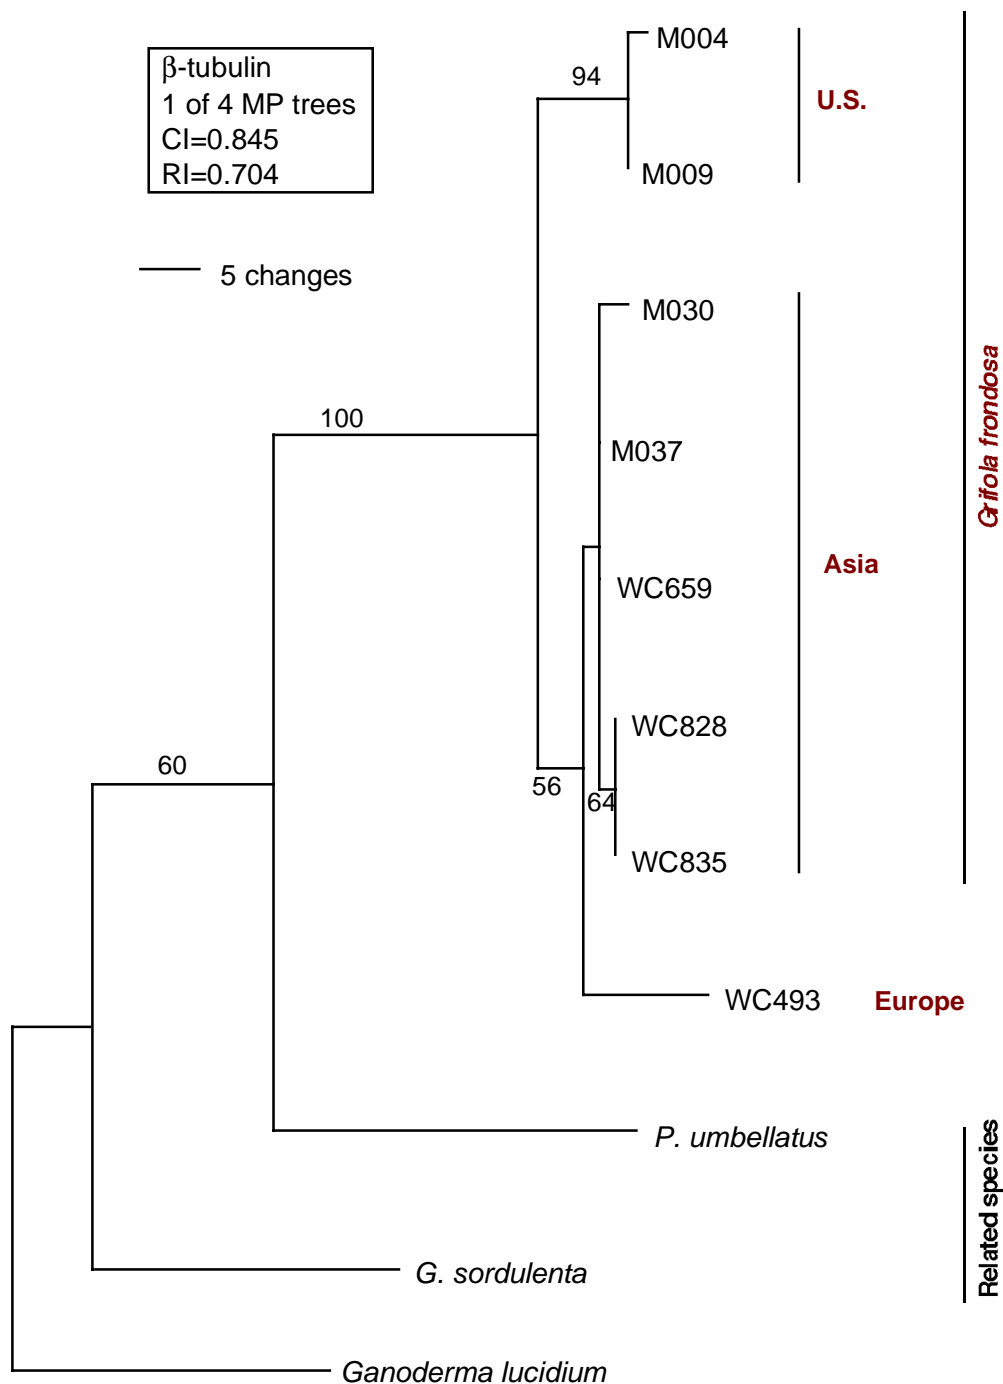 β-tubulin
1 of 4 MP trees
CI=0.845
RI=0.704
5 changes
94
M004
U.S.
M009
M030
Grifola frondosa
100
M037
Asia
WC659
WC828
60
56
64
WC835
WC493
Europe
P. umbellatus
Related species
G. sordulenta
Ganoderma lucidium